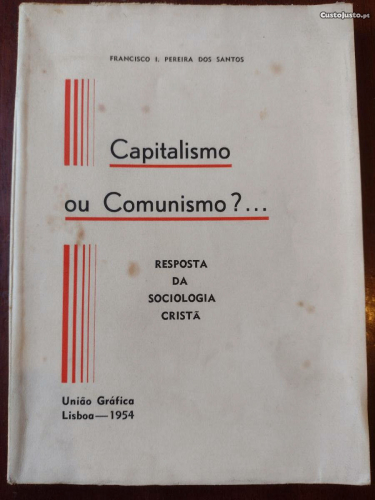 CustoJusto.pt
FRANCISCO I. PEREIRA DOS SANTOS
Capitalismo
ou Comunismo?...
RESPOSTA
DA
SOCIOLOGIA
CRISTÃ
União Gráfica
Lisboa—1954